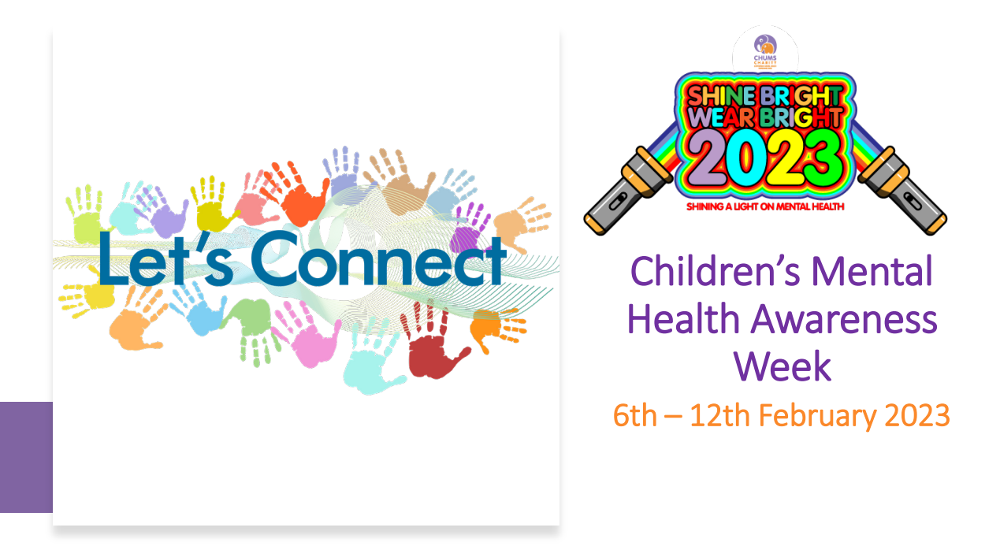 Let's Connect
CHUMS
CHARITY
SHINE BRIGHT
WEAR BRIGHT
2023
SHINING A LIGHT ON MENTAL HEALTH
Children's Mental
Health Awareness
Week
6th – 12th February 2023